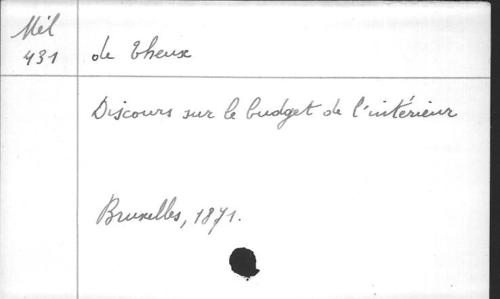 Mél
431
de Theux
Discours sur le budget de l'intérieur
Bruxelles, 1871.